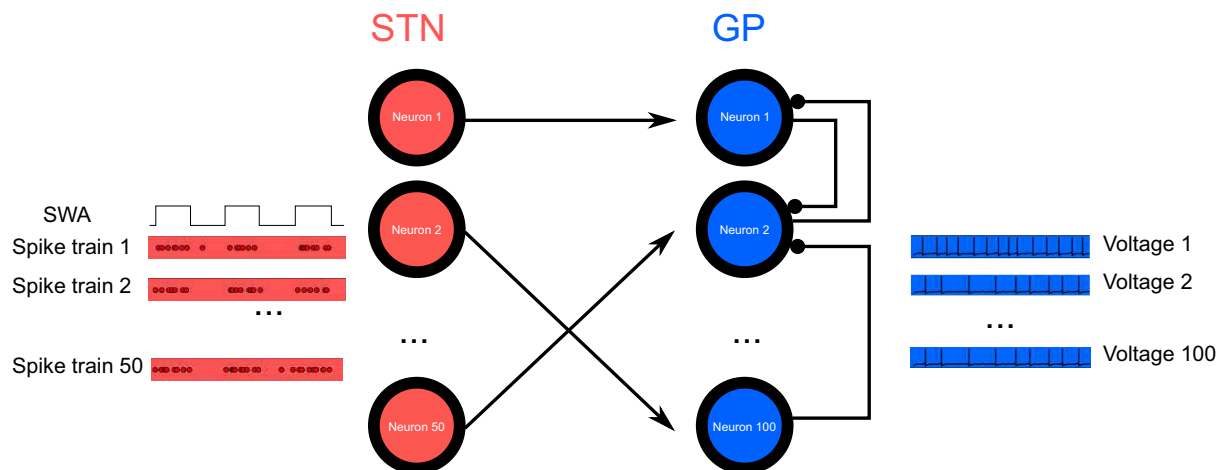 STN
GP
Neuron 1
Neuron 1
SWA
Neuron 2
Neuron 2
Spike train 1
Voltage 1
Spike train 2
Voltage 2
...
...
...
...
Spike train 50
Voltage 100
Neuron 50
Neuron 100